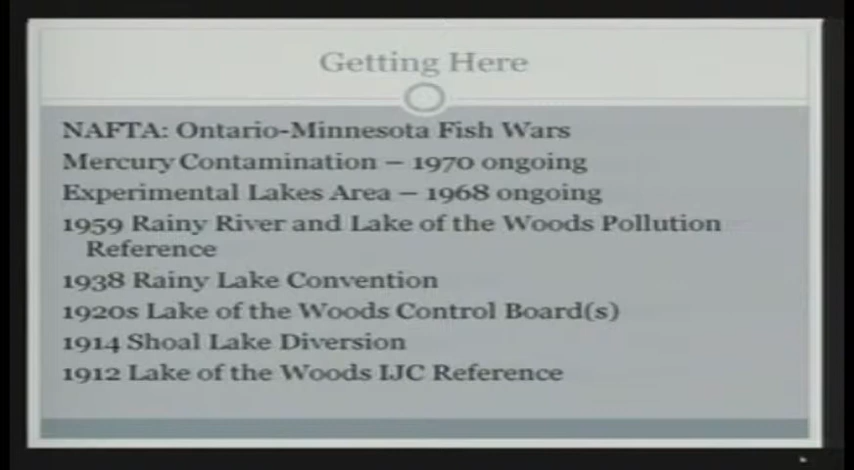 Getting Here
NAFTA: Ontario-Minnesota Fish Wars
Mercury Contamination – 1970 ongoing
Experimental Lakes Area – 1968 ongoing
1959 Rainy River and Lake of the Woods Pollution
Reference
1938 Rainy Lake Convention
1920s Lake of the Woods Control Board(s)
1914 Shoal Lake Diversion
1912 Lake of the Woods IJC Reference